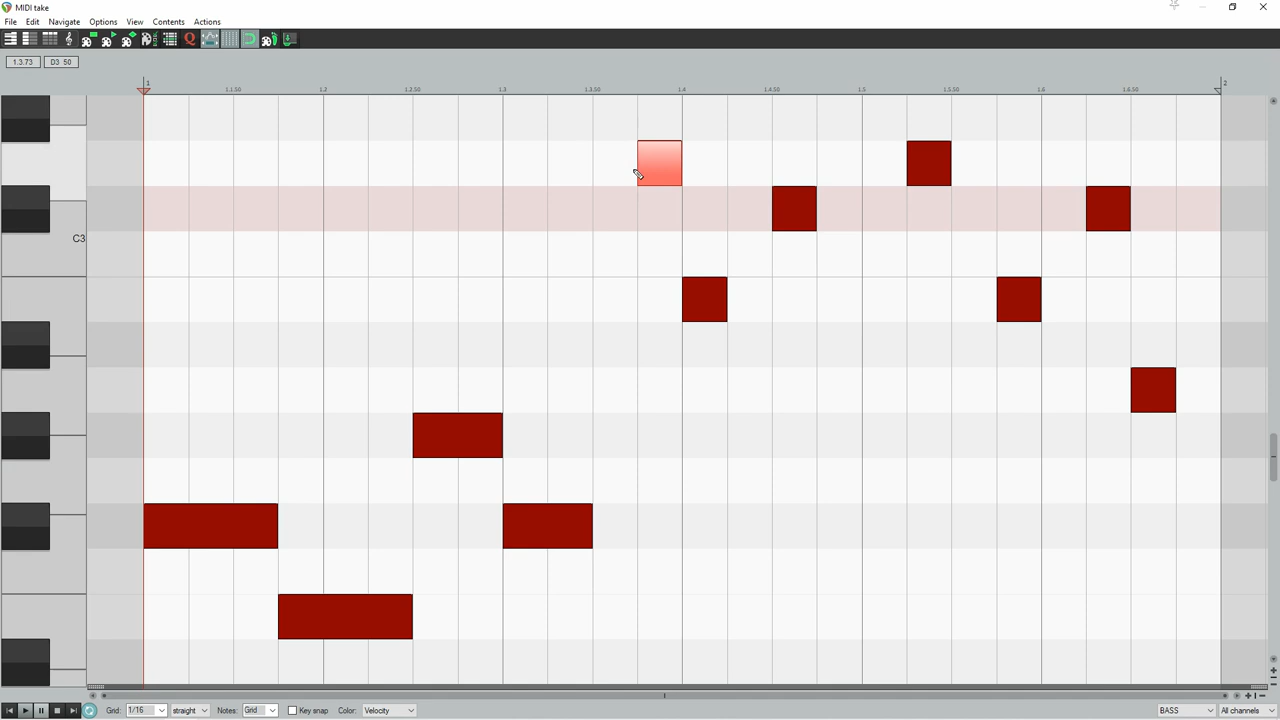 MIDI take
File Edit Navigate Options View Contents Actions
1.3.73 D3 50
1 2
1.1.50 1.2 1.2.50 1.3 1.3.50 1.4 1.4.50 1.5 1.5.50 1.6 1.6.50
C3
Grid: 1/16 straight Notes: Grid Key snap Color: Velocity BASS All channels